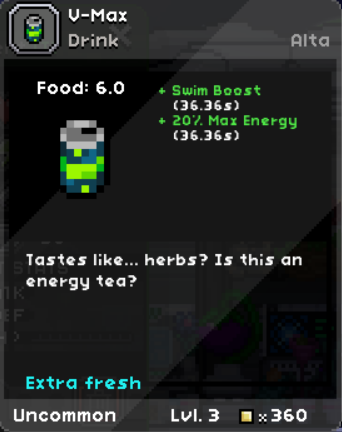 V-Max
Drink
Alta
Food: 6.0
+ Swim Boost
(36.36s)
+ 20% Max Energy
(36.36s)
Tastes like... herbs? Is this an
energy tea?
Extra fresh
Uncommon
Lvl. 3
x360